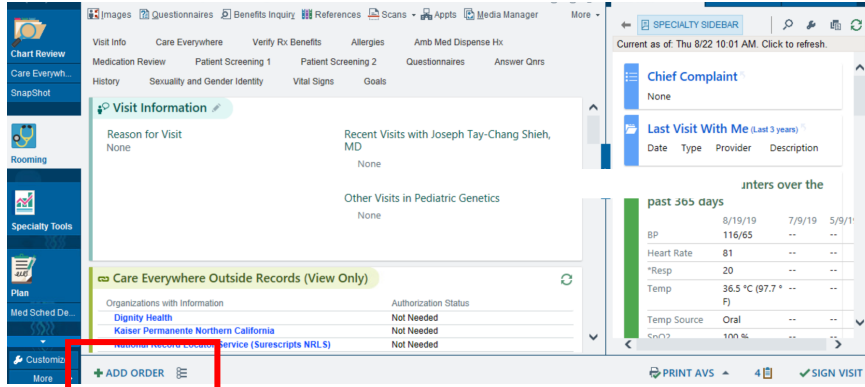 Images Questionnaires Benefits Inquiry References Scans Appts Media Manager More
Visit Info Care Everywhere Verify Rx Benefits Allergies Amb Med Dispense Hx
Medication Review Patient Screening 1 Patient Screening 2 Questionnaires Answer Qnrs
History Sexuality and Gender Identity Vital Signs Goals
Chart Review
Care Everywh...
SnapShot
Rooming
Specialty Tools
Plan
Med Sched De...
Customize
More
Visit Information
Reason for Visit
None
Recent Visits with Joseph Tay-Chang Shieh,
MD
None
Other Visits in Pediatric Genetics
None
Care Everywhere Outside Records (View Only)
Organizations with Information Authorization Status
Dignity Health Not Needed
Kaiser Permanente Northern California Not Needed
National Record Locator Service (Surescripts NRLS) Not Needed
+ ADD ORDER
SPECIALTY SIDEBAR
Current as of: Thu 8/22 10:01 AM. Click to refresh.
Chief Complaint
None
Last Visit With Me (Last 3 years)
Date Type Provider Description
unters over the
past 365 days
8/19/19 7/9/19 5/9/1
BP 116/65 -- --
Heart Rate 81 -- --
*Resp 20 -- --
Temp 36.5 °C (97.7 ° -- --
F)
Temp Source Oral -- --
SpO2 100 % -- --
PRINT AVS 4 SIGN VISIT